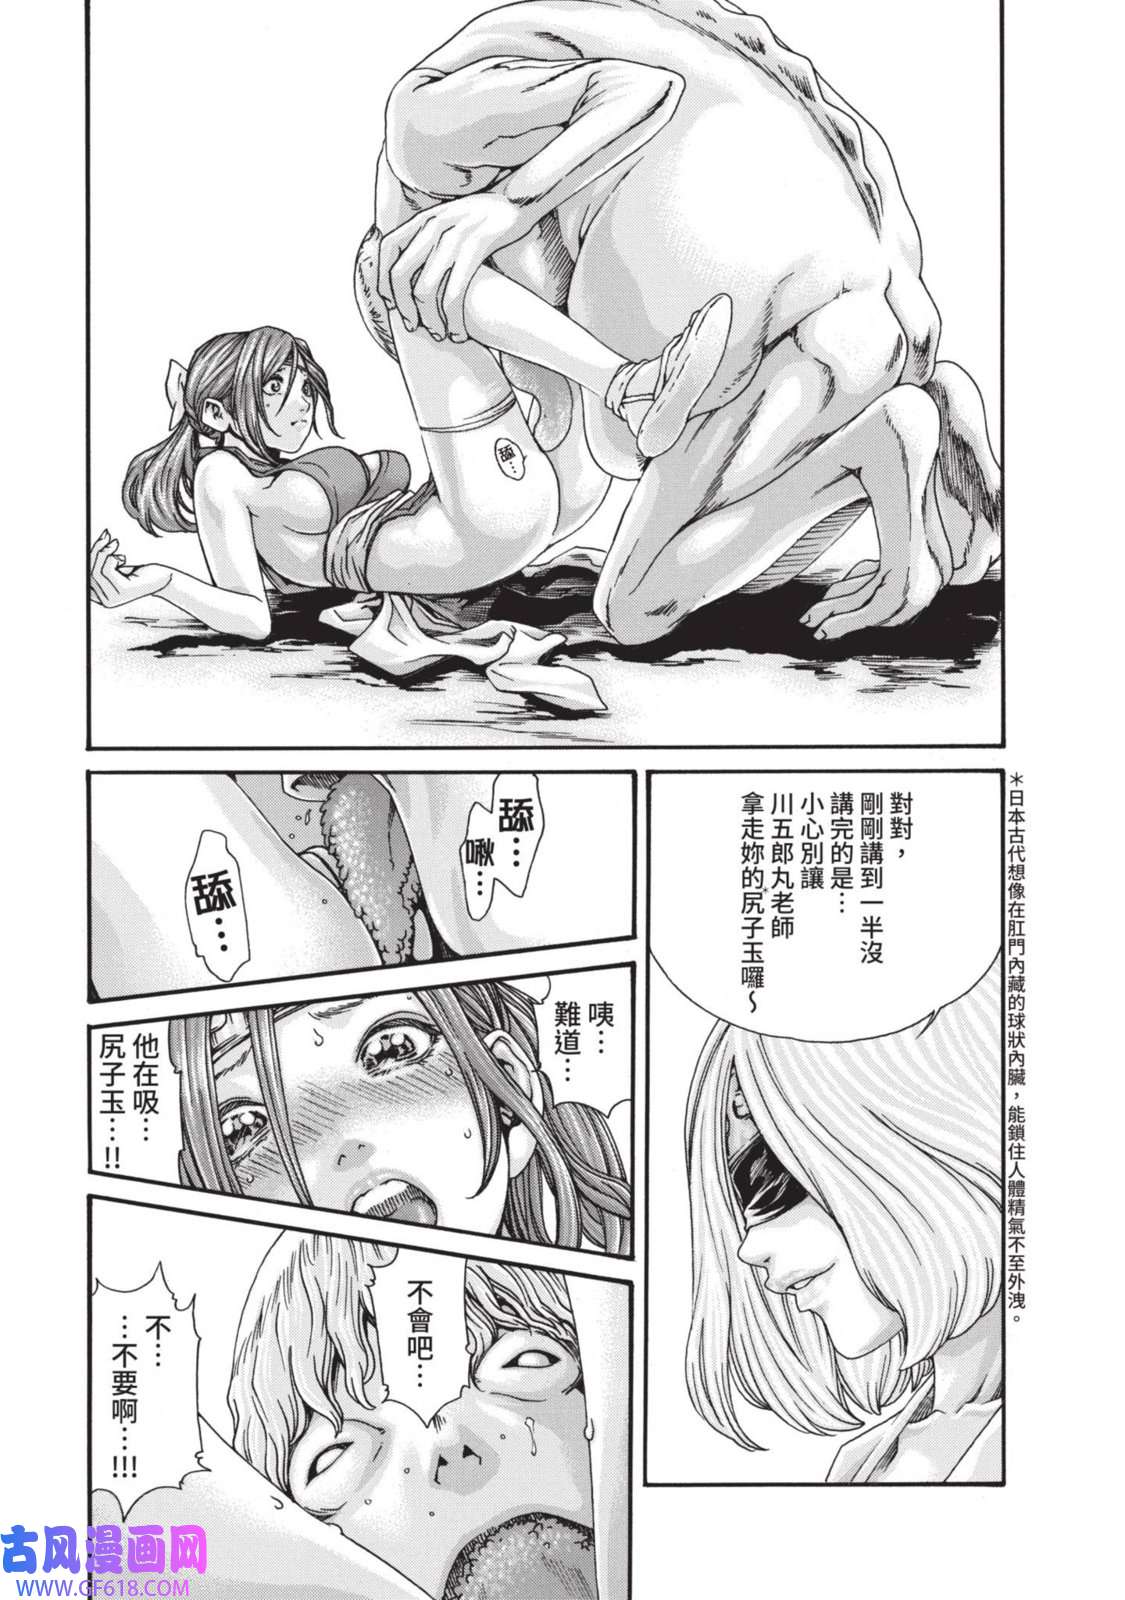 舔…
對對，
剛剛講到一半沒
講完的是…
小心別讓
川五郎丸老師
拿走妳的尻子玉囉～
＊日本古代想像在肛門內藏的球狀內臟，能鎖住人體精氣不至外洩。
舔…
啾…
舔…
咦…
難道…
他在吸…
尻子玉…!!
不會吧…
不…
…不要啊…!!!
古风漫画网
WWW.GF618.COM